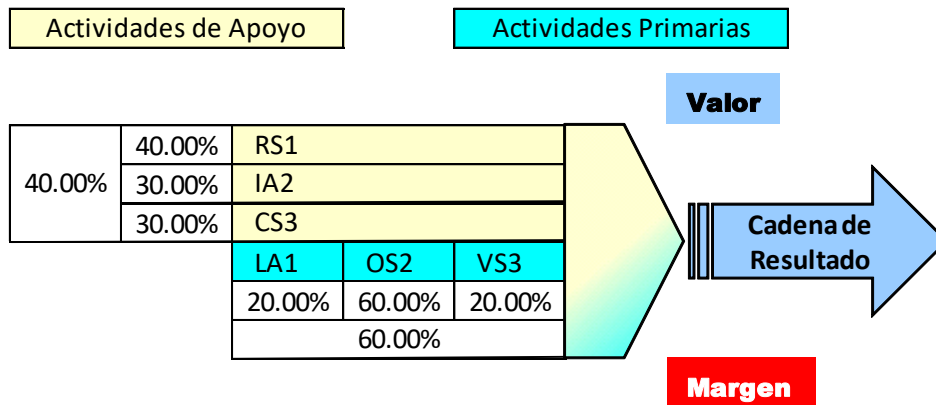 Actividades de Apoyo
Actividades Primarias
Valor
40.00%
40.00% RS1
30.00% IA2
30.00% CS3
LA1 OS2 VS3
20.00% 60.00% 20.00%
60.00%
Cadena de
Resultado
Margen